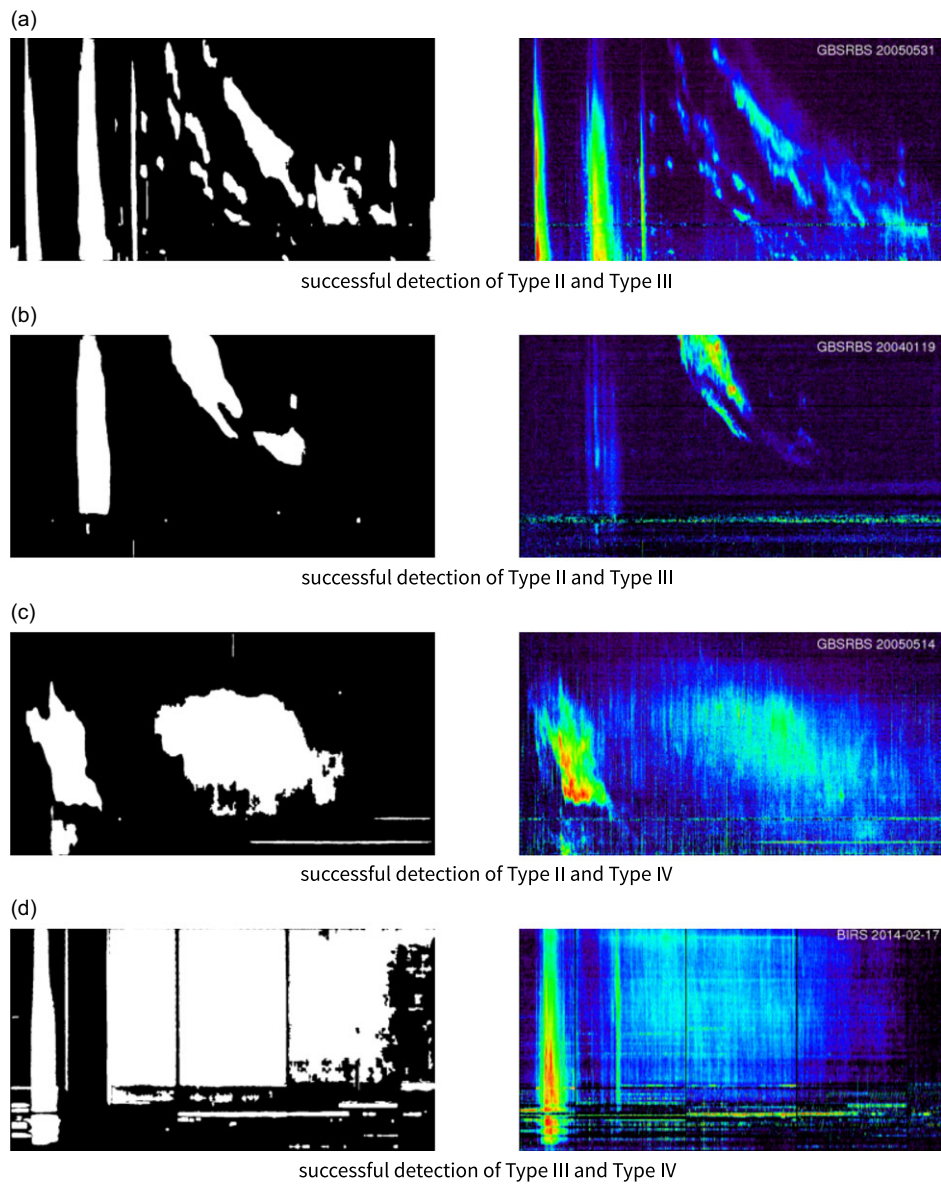 (a)
GBSRBS 20050531
successful detection of Type II and Type III
(b)
GBSRBS 20040119
successful detection of Type II and Type III
(c)
GBSRBS 20050514
successful detection of Type II and Type IV
(d)
BIRS 2014-02-17
successful detection of Type III and Type IV